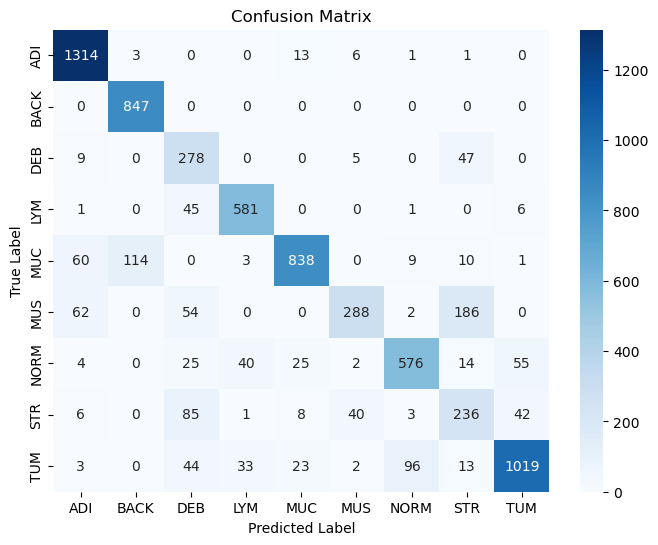 Confusion Matrix
ADI 1314 3 0 0 13 6 1 1 0
BACK 0 847 0 0 0 0 0 0 0
DEB 9 0 278 0 0 5 0 47 0
LYM 1 0 45 581 0 0 1 0 6
MUC 60 114 0 3 838 0 9 10 1
MUS 62 0 54 0 0 288 2 186 0
NORM 4 0 25 40 25 2 576 14 55
STR 6 0 85 1 8 40 3 236 42
TUM 3 0 44 33 23 2 96 13 1019
ADI BACK DEB LYM MUC MUS NORM STR TUM
Predicted Label
True Label
1200
1000
800
600
400
200
0